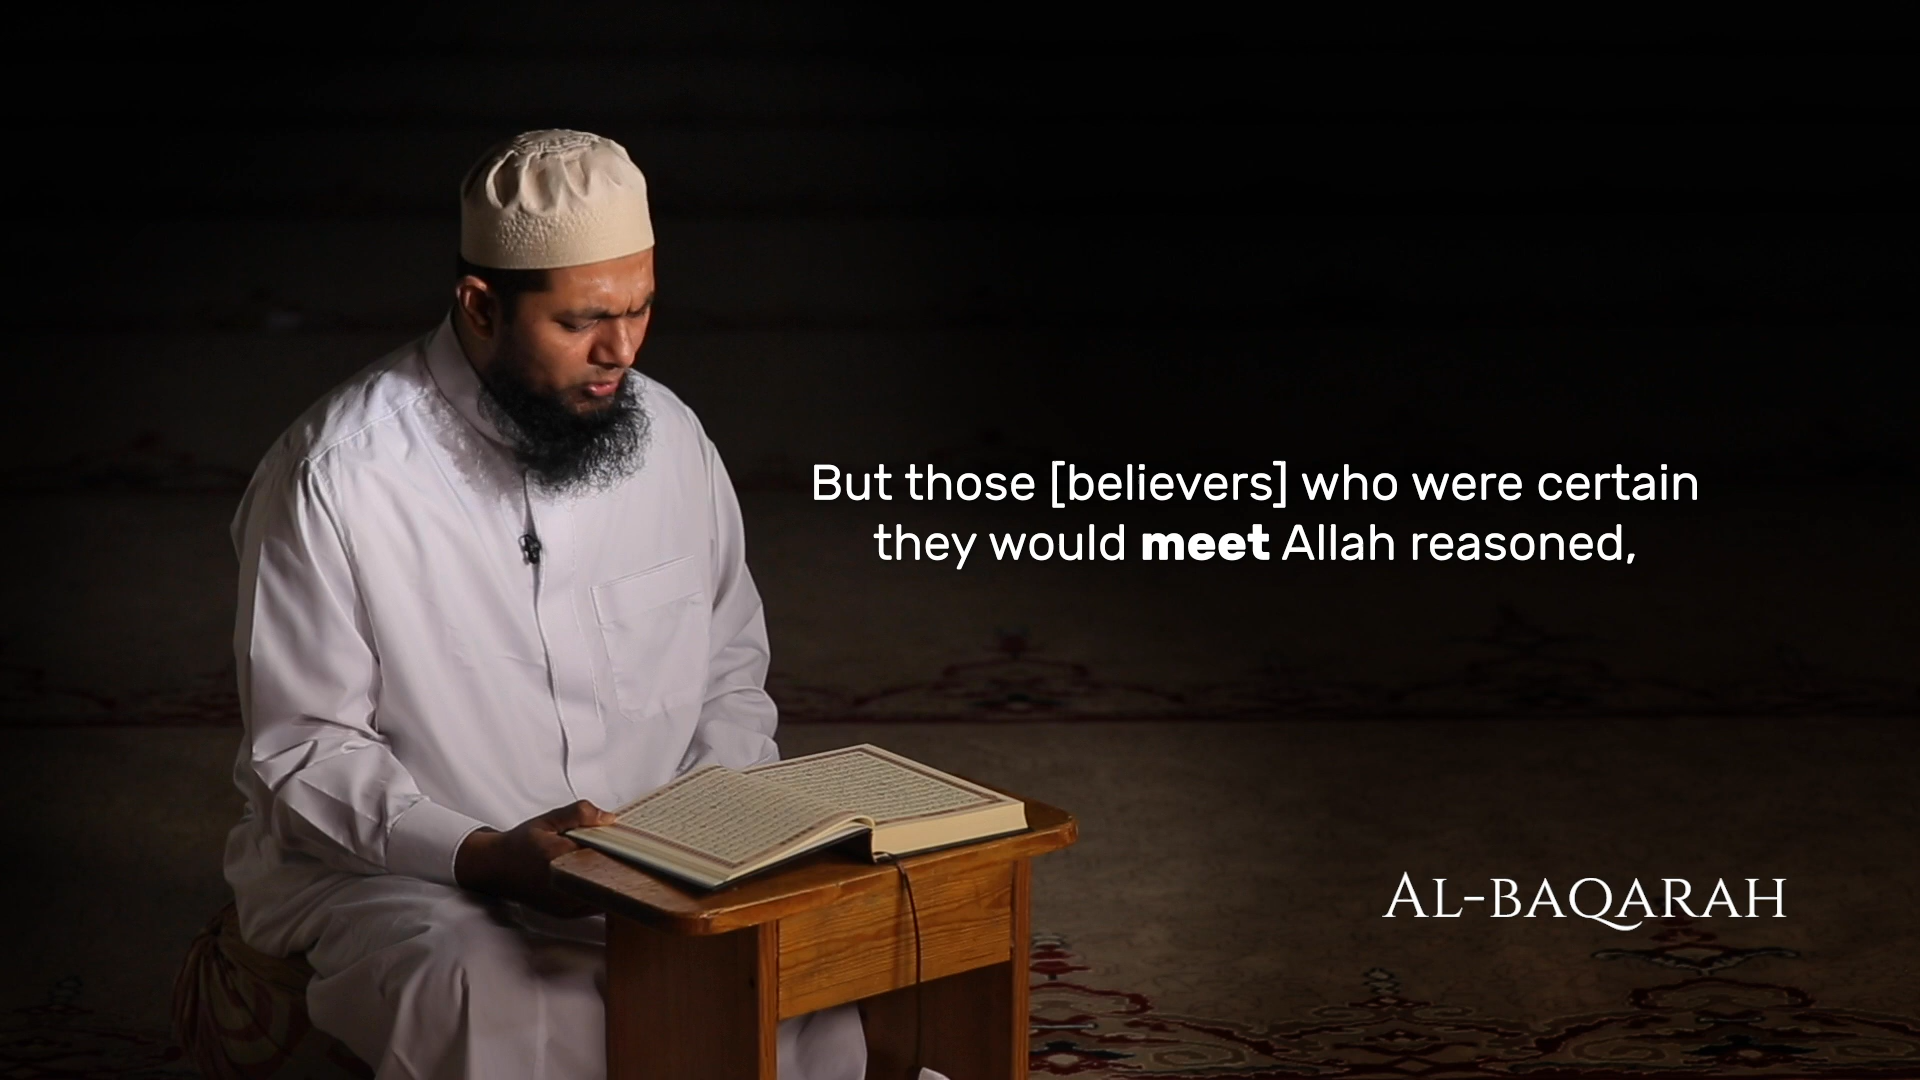 But those [believers] who were certain
they would meet Allah reasoned,
AL-BAQARAH